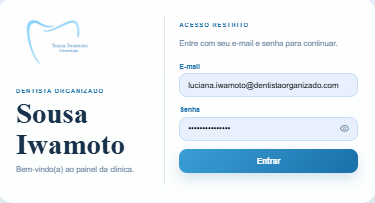 Sousa Iwamoto
Odontologia
DENTISTA ORGANIZADO
Sousa
Iwamoto
Bem-vindo(a) ao painel da clínica.
ACESSO RESTRITO
Entre com seu e-mail e senha para continuar.
E-mail
luciana.iwamoto@dentistaorganizado.com
Senha
•••••••••••••••
Entrar